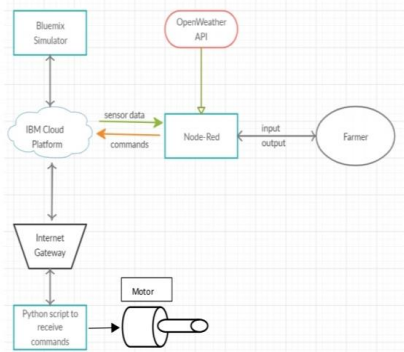 Bluemix
Simulator
OpenWeather
API
IBM Cloud
Platform
sensor data
commands
Node-Red
input
output
Farmer
Internet
Gateway
Motor
Python script to
receive
commands